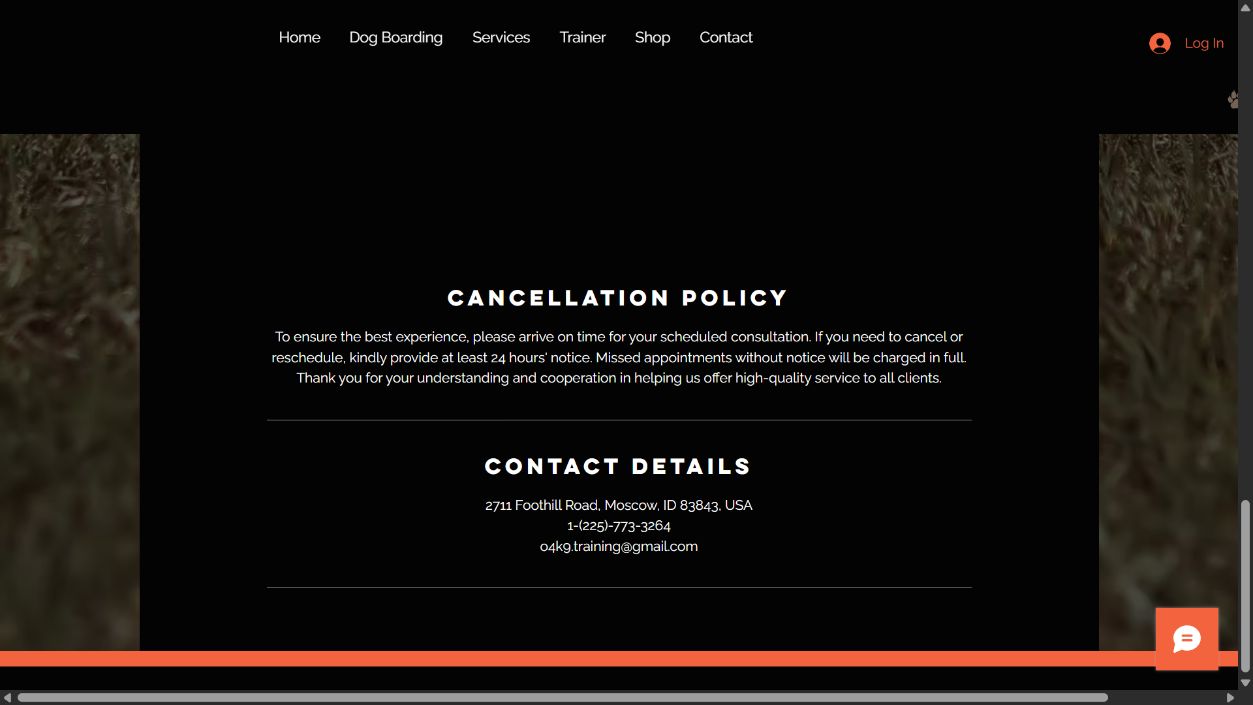 Home Dog Boarding Services Trainer Shop Contact
Log In
CANCELLATION POLICY
To ensure the best experience, please arrive on time for your scheduled consultation. If you need to cancel or
reschedule, kindly provide at least 24 hours' notice. Missed appointments without notice will be charged in full.
Thank you for your understanding and cooperation in helping us offer high-quality service to all clients.
CONTACT DETAILS
2711 Foothill Road, Moscow, ID 83843, USA
1-(225)-773-3264
o4k9.training@gmail.com